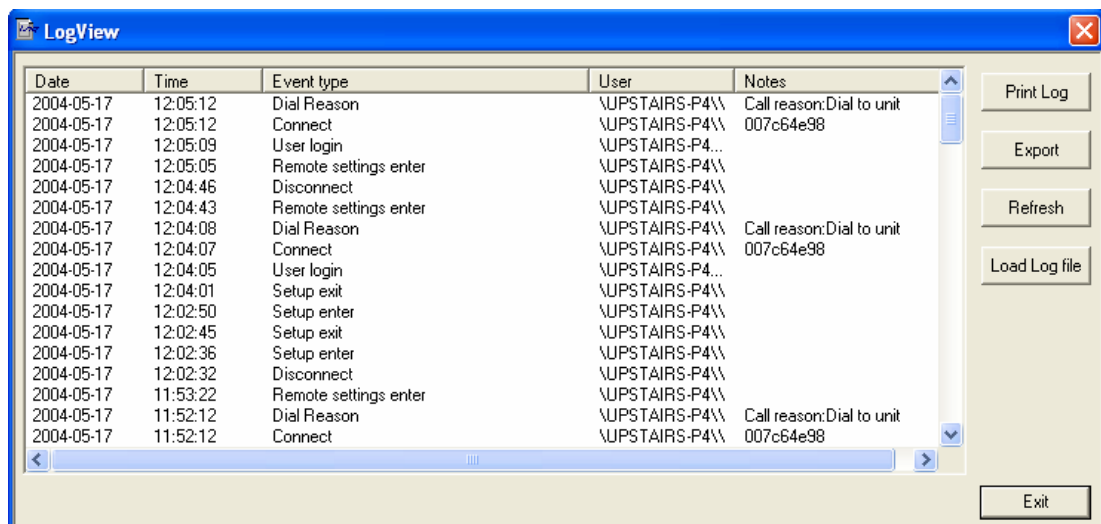 LogView
Date Time Event type User Notes
2004-05-17 12:05:12 Dial Reason \UPSTAIRS-P4\\ Call reason:Dial to unit
2004-05-17 12:05:12 Connect \UPSTAIRS-P4\\ 007c64e98
2004-05-17 12:05:09 User login \UPSTAIRS-P4...
2004-05-17 12:05:05 Remote settings enter \UPSTAIRS-P4\\
2004-05-17 12:04:46 Disconnect \UPSTAIRS-P4\\
2004-05-17 12:04:43 Remote settings enter \UPSTAIRS-P4\\
2004-05-17 12:04:08 Dial Reason \UPSTAIRS-P4\\ Call reason:Dial to unit
2004-05-17 12:04:07 Connect \UPSTAIRS-P4\\ 007c64e98
2004-05-17 12:04:05 User login \UPSTAIRS-P4...
2004-05-17 12:04:01 Setup exit \UPSTAIRS-P4\\
2004-05-17 12:02:50 Setup enter \UPSTAIRS-P4\\
2004-05-17 12:02:45 Setup exit \UPSTAIRS-P4\\
2004-05-17 12:02:36 Setup enter \UPSTAIRS-P4\\
2004-05-17 12:02:32 Disconnect \UPSTAIRS-P4\\
2004-05-17 11:53:22 Remote settings enter \UPSTAIRS-P4\\
2004-05-17 11:52:12 Dial Reason \UPSTAIRS-P4\\ Call reason:Dial to unit
2004-05-17 11:52:12 Connect \UPSTAIRS-P4\\ 007c64e98
Print Log
Export
Refresh
Load Log file
Exit